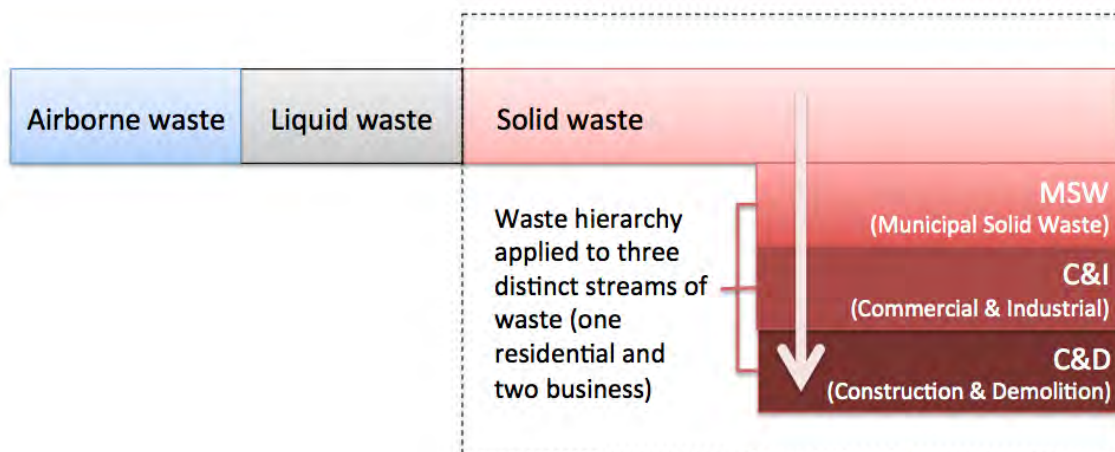 Airborne waste
Liquid waste
Solid waste
MSW
(Municipal Solid Waste)
C&I
(Commercial & Industrial)
C&D
(Construction & Demolition)
Waste hierarchy
applied to three
distinct streams of
waste (one
residential and
two business)